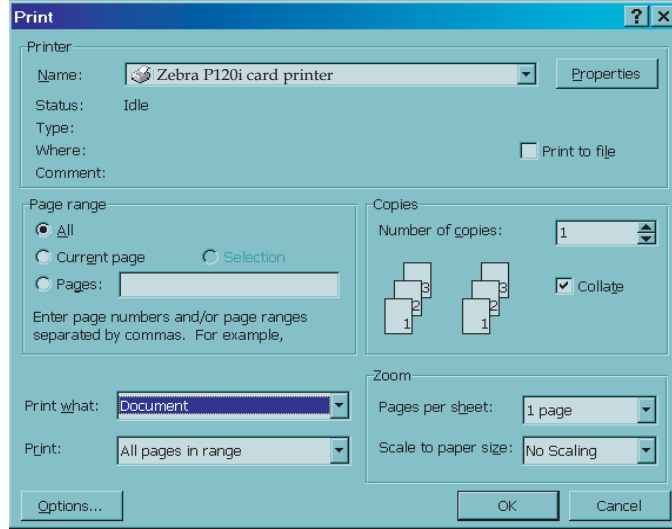 Print
Printer
Name: Zebra P120i card printer Properties
Status: Idle
Type:
Where: Print to file
Comment:
Page range
All
Current page Selection
Pages:
Enter page numbers and/or page ranges
separated by commas. For example,
Copies
Number of copies: 1
1 2 3 1 2 3 Collate
Print what: Document
Print: All pages in range
Zoom
Pages per sheet: 1 page
Scale to paper size: No Scaling
Options... OK Cancel